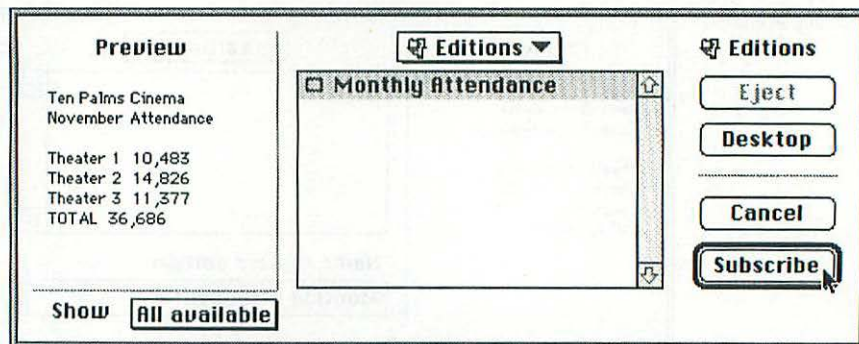 Preview
Ten Palms Cinema
November Attendance
Theater 1 10,483
Theater 2 14,826
Theater 3 11,377
TOTAL 36,686
Show All available
Editions
Monthly Attendance
Editions
Eject
Desktop
Cancel
Subscribe